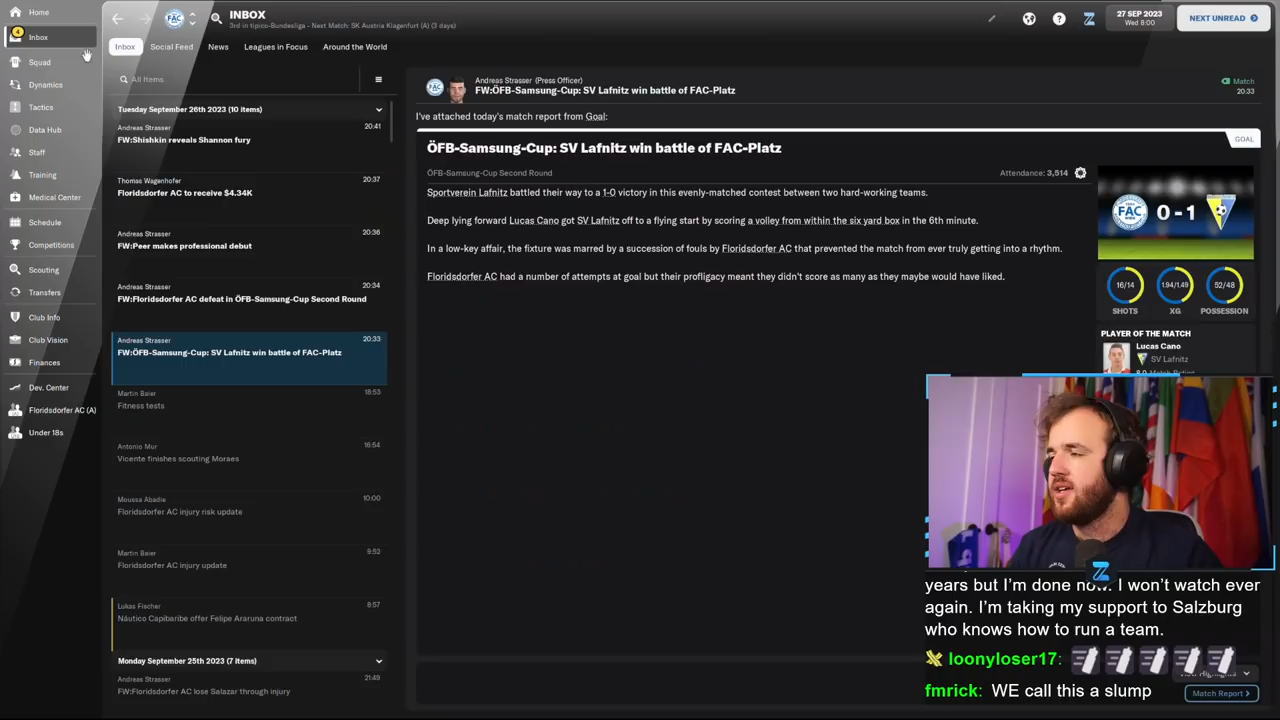 Home
4
Inbox
Squad
Dynamics
Tactics
Data Hub
Staff
Training
Medical Center
Schedule
Competitions
Scouting
Transfers
Club Info
Club Vision
Finances
Dev. Center
Floridsdorfer AC (A)
Under 18s
FAC
INBOX
3rd in tipico-Bundesliga - Next Match: SK Austria Klagenfurt (A) (3 days)
27 SEP 2023
Wed 8:00
NEXT UNREAD
Inbox
Social Feed
News
Leagues in Focus
Around the World
All Items
Tuesday September 26th 2023 (10 items)
Andreas Strasser 20:41
FW:Shishkin reveals Shannon fury
Thomas Wagenhofer 20:37
Floridsdorfer AC to receive $4.34K
Andreas Strasser 20:36
FW:Peer makes professional debut
Andreas Strasser 20:34
FW:Floridsdorfer AC defeat in ÖFB-Samsung-Cup Second Round
Andreas Strasser 20:33
FW:ÖFB-Samsung-Cup: SV Lafnitz win battle of FAC-Platz
Martin Baier 18:53
Fitness tests
Antonio Mur 16:54
Vicente finishes scouting Moraes
Moussa Abadie 10:00
Floridsdorfer AC injury risk update
Martin Baier 9:52
Floridsdorfer AC injury update
Lukas Fischer 8:57
Náutico Capibaribe offer Felipe Araruna contract
Monday September 25th 2023 (7 items)
Andreas Strasser 21:49
FW:Floridsdorfer AC lose Salazar through injury
Andreas Strasser (Press Officer)
FW:ÖFB-Samsung-Cup: SV Lafnitz win battle of FAC-Platz
Match
20:33
I've attached today's match report from Goal:
ÖFB-Samsung-Cup: SV Lafnitz win battle of FAC-Platz
GOAL
ÖFB-Samsung-Cup Second Round
Attendance: 3,514
Sportverein Lafnitz battled their way to a 1-0 victory in this evenly-matched contest between two hard-working teams.
Deep lying forward Lucas Cano got SV Lafnitz off to a flying start by scoring a volley from within the six yard box in the 6th minute.
In a low-key affair, the fixture was marred by a succession of fouls by Floridsdorfer AC that prevented the match from ever truly getting into a rhythm.
Floridsdorfer AC had a number of attempts at goal but their profligacy meant they didn't score as many as they maybe would have liked.
FAC
0 - 1
16/14
1.94/1.49
52/48
SHOTS
XG
POSSESSION
PLAYER OF THE MATCH
Lucas Cano
SV Lafnitz
years but I'm done now. I won't watch ever
again. I'm taking my support to Salzburg
who knows how to run a team.
loonyloser17:
fmrick: WE call this a slump
Match Report >